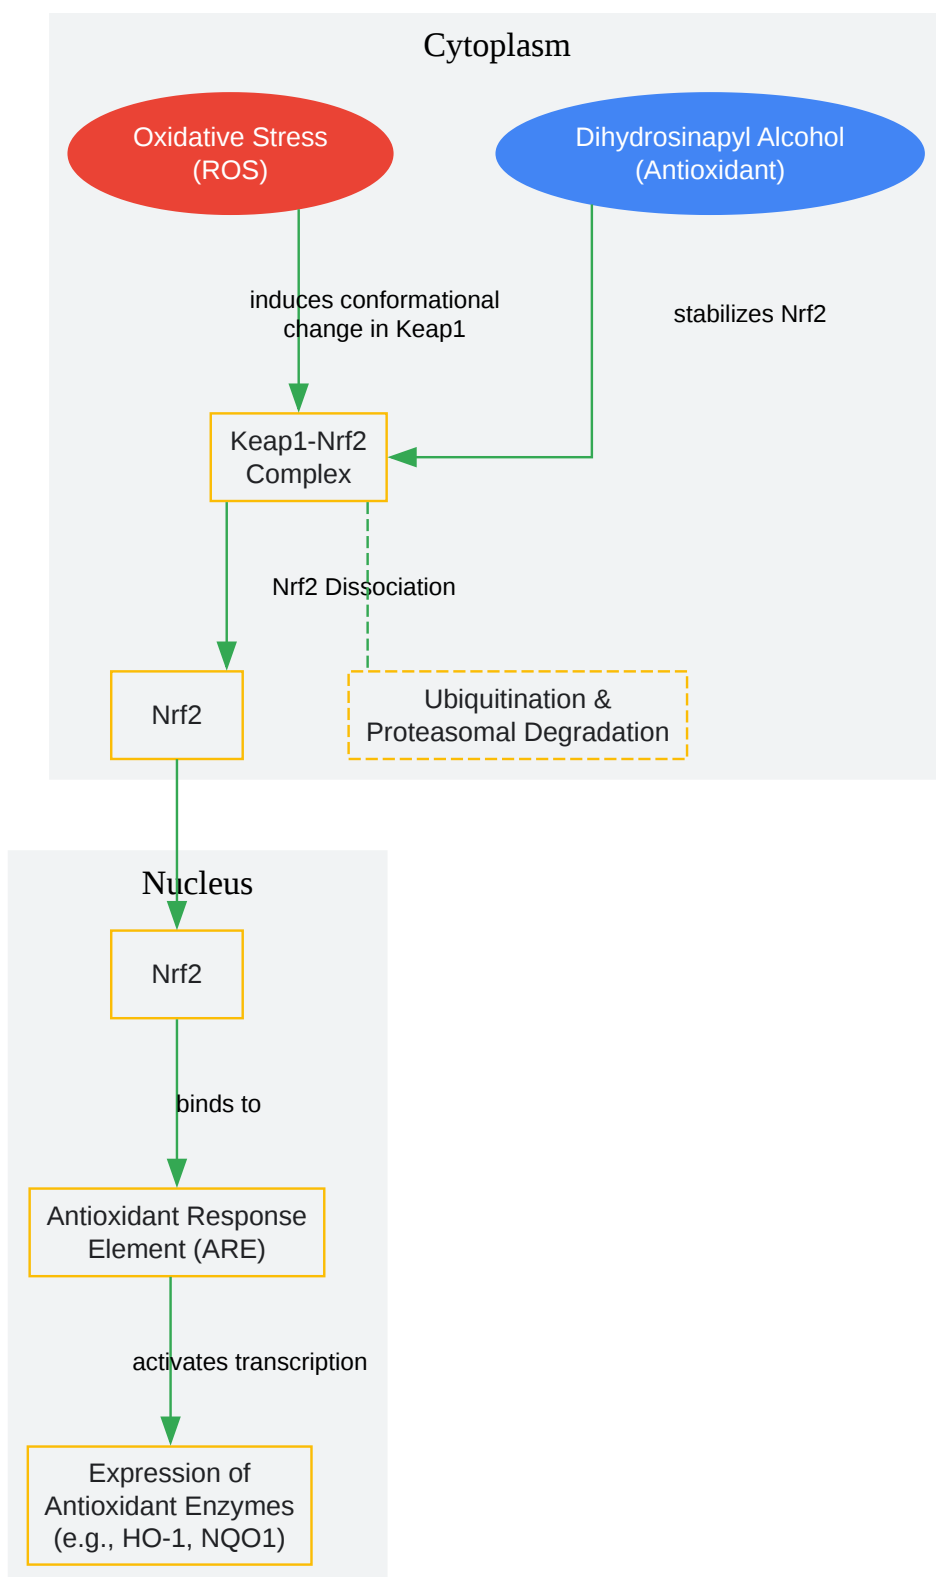 Cytoplasm
Oxidative Stress
(ROS)
Dihydrosinapyl Alcohol
(Antioxidant)
induces conformational
change in Keap1
stabilizes Nrf2
Keap1-Nrf2
Complex
Nrf2 Dissociation
Nrf2
Ubiquitination &
Proteasomal Degradation
Nucleus
Nrf2
binds to
Antioxidant Response
Element (ARE)
activates transcription
Expression of
Antioxidant Enzymes
(e.g., HO-1, NQO1)